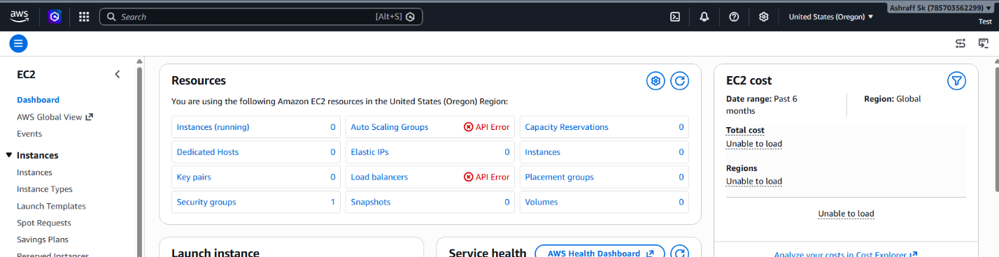 aws
Search
[Alt+S]
United States (Oregon)
Ashraff Sk (785703562299)
Test
EC2
Dashboard
AWS Global View
Events
Instances
Instances
Instance Types
Launch Templates
Spot Requests
Savings Plans
Reserved Instances
Resources
You are using the following Amazon EC2 resources in the United States (Oregon) Region:
Instances (running) 0
Auto Scaling Groups API Error
Capacity Reservations 0
Dedicated Hosts 0
Elastic IPs 0
Instances 0
Key pairs 0
Load balancers API Error
Placement groups 0
Security groups 1
Snapshots 0
Volumes 0
Launch instance
Service health
AWS Health Dashboard
EC2 cost
Date range: Past 6
months
Region: Global
Total cost
Unable to load
Regions
Unable to load
Unable to load
Analyze your costs in Cost Explorer